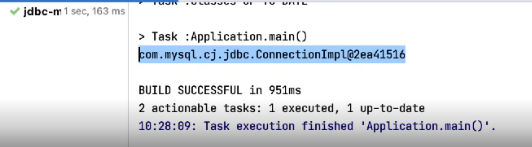 jdbc-m 1 sec, 163 ms
> Task :classes UP-TO-DATE
> Task :Application.main()
com.mysql.cj.jdbc.ConnectionImpl@2ea41516
BUILD SUCCESSFUL in 951ms
2 actionable tasks: 1 executed, 1 up-to-date
10:28:09: Task execution finished 'Application.main()'.